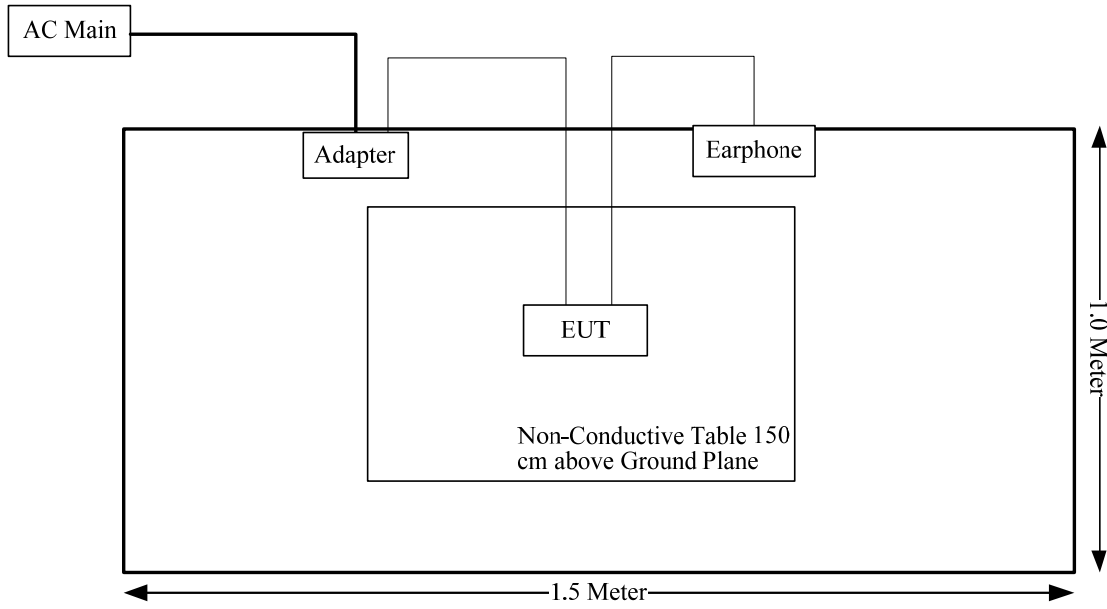 AC Main
Adapter
Earphone
EUT
Non-Conductive Table 150
cm above Ground Plane
1.0 Meter
1.5 Meter